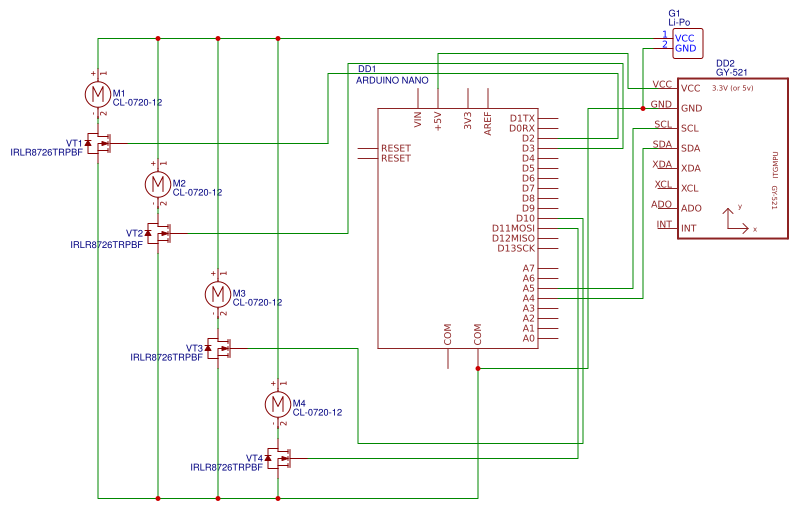 G1
Li-Po
1 VCC
2 GND
DD2
GY-521
3.3V (or 5v)
VCC VCC
GND GND
SCL SCL
SDA SDA
XDA XDA
XCL XCL
ADO ADO
INT INT
ITGMPU GY-521
y
x
DD1
ARDUINO NANO
VIN
+5V
3V3
AREF
RESET
RESET
D1TX
D0RX
D2
D3
D4
D5
D6
D7
D8
D9
D10
D11MOSI
D12MISO
D13SCK
A7
A6
A5
A4
A3
A2
A1
A0
COM
COM
+ 1
M
M1
CL-0720-12
- 2
VT1
IRLR8726TRPBF
+ 1
M
M2
CL-0720-12
- 2
VT2
IRLR8726TRPBF
+ 1
M
M3
CL-0720-12
- 2
VT3
IRLR8726TRPBF
+ 1
M
M4
CL-0720-12
- 2
VT4
IRLR8726TRPBF